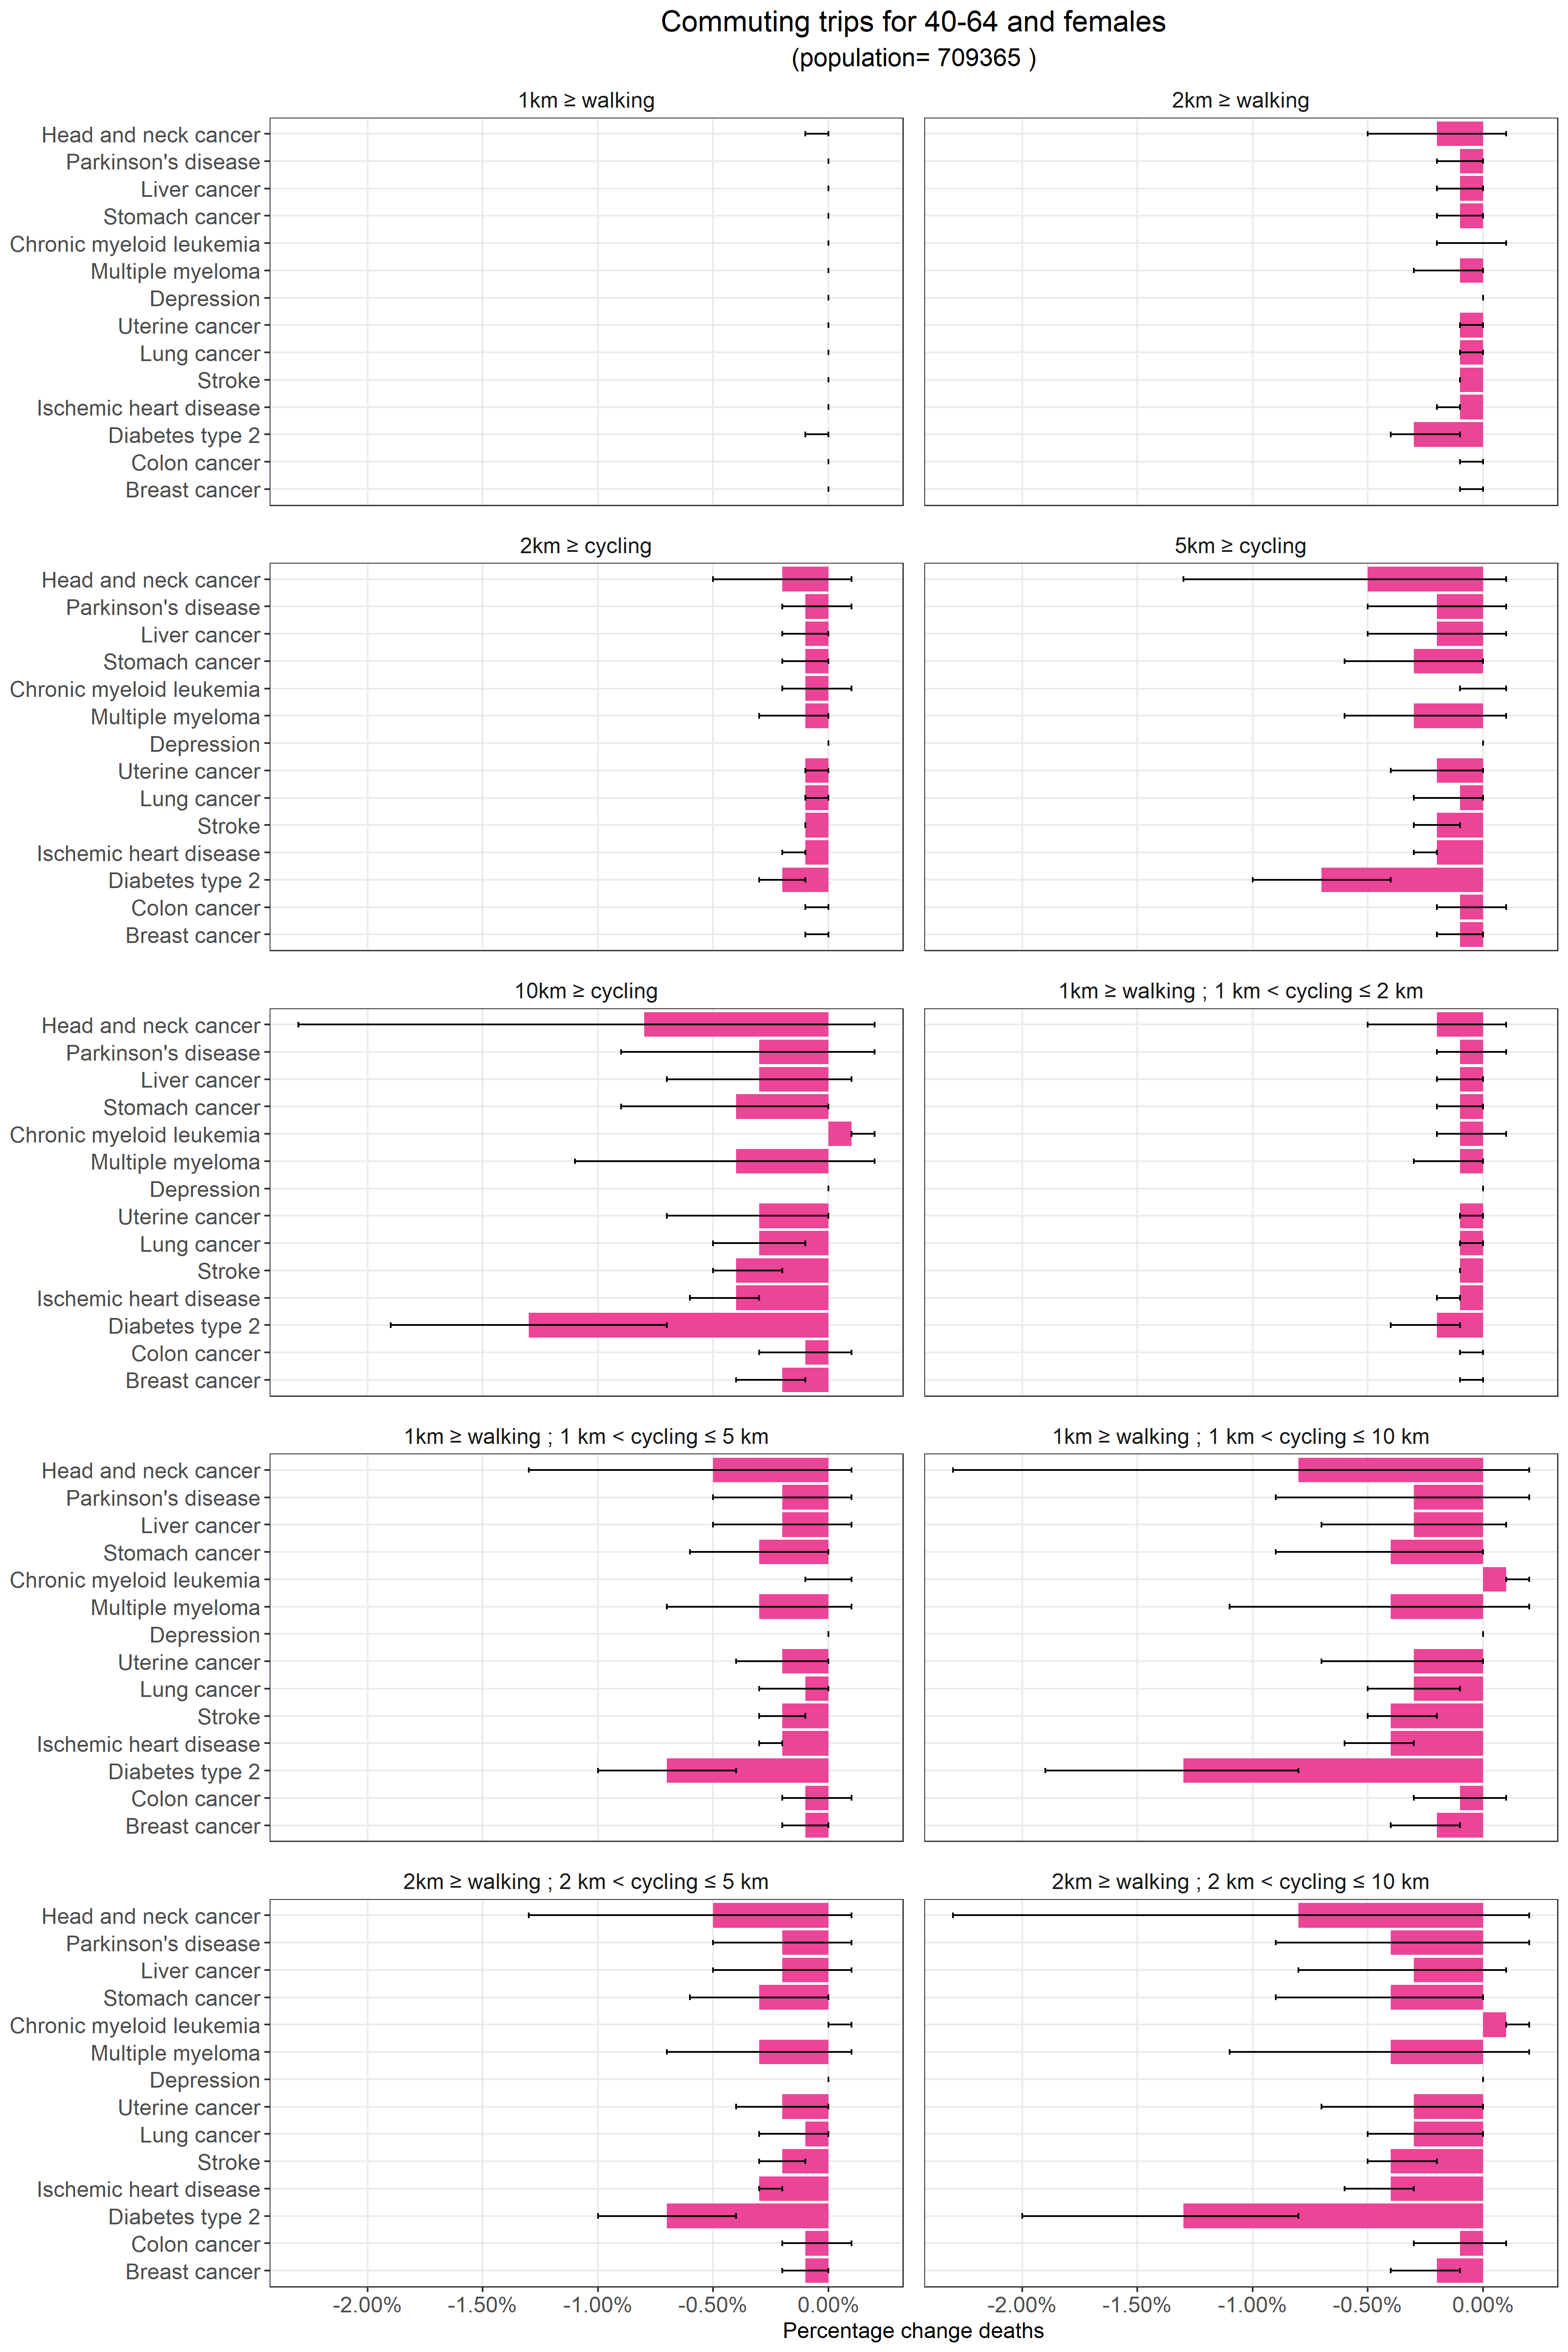 Commuting trips for 40-64 and females
(population= 709365 )
1km ≥ walking
2km ≥ walking
Head and neck cancer
Parkinson's disease
Liver cancer
Stomach cancer
Chronic myeloid leukemia
Multiple myeloma
Depression
Uterine cancer
Lung cancer
Stroke
Ischemic heart disease
Diabetes type 2
Colon cancer
Breast cancer
2km ≥ cycling
5km ≥ cycling
Head and neck cancer
Parkinson's disease
Liver cancer
Stomach cancer
Chronic myeloid leukemia
Multiple myeloma
Depression
Uterine cancer
Lung cancer
Stroke
Ischemic heart disease
Diabetes type 2
Colon cancer
Breast cancer
10km ≥ cycling
1km ≥ walking ; 1 km < cycling ≤ 2 km
Head and neck cancer
Parkinson's disease
Liver cancer
Stomach cancer
Chronic myeloid leukemia
Multiple myeloma
Depression
Uterine cancer
Lung cancer
Stroke
Ischemic heart disease
Diabetes type 2
Colon cancer
Breast cancer
1km ≥ walking ; 1 km < cycling ≤ 5 km
1km ≥ walking ; 1 km < cycling ≤ 10 km
Head and neck cancer
Parkinson's disease
Liver cancer
Stomach cancer
Chronic myeloid leukemia
Multiple myeloma
Depression
Uterine cancer
Lung cancer
Stroke
Ischemic heart disease
Diabetes type 2
Colon cancer
Breast cancer
2km ≥ walking ; 2 km < cycling ≤ 5 km
2km ≥ walking ; 2 km < cycling ≤ 10 km
Head and neck cancer
Parkinson's disease
Liver cancer
Stomach cancer
Chronic myeloid leukemia
Multiple myeloma
Depression
Uterine cancer
Lung cancer
Stroke
Ischemic heart disease
Diabetes type 2
Colon cancer
Breast cancer
-2.00% -1.50% -1.00% -0.50% 0.00% -2.00% -1.50% -1.00% -0.50% 0.00%
Percentage change deaths